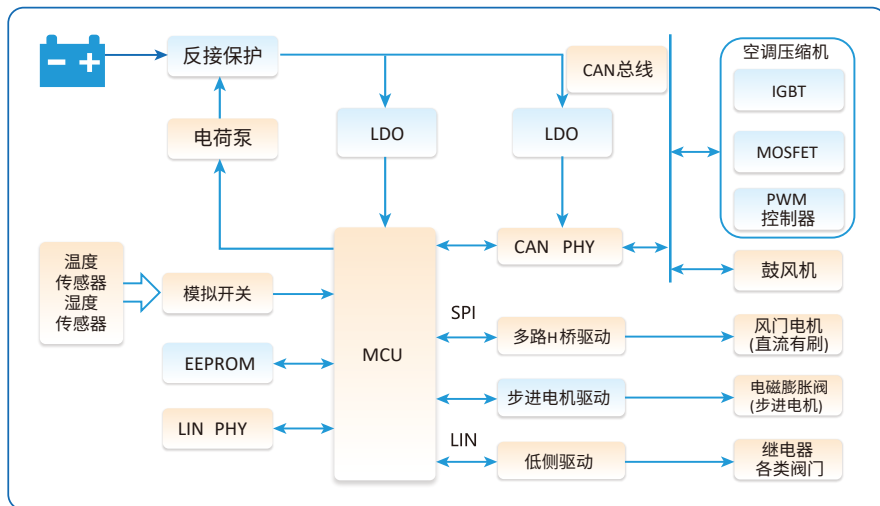 反接保护
CAN总线
空调压缩机
IGBT
电荷泵
LDO
LDO
MOSFET
PWM
控制器
CAN PHY
温度
传感器
湿度
传感器
模拟开关
鼓风机
SPI
MCU
多路H桥驱动
风门电机
(直流有刷)
EEPROM
步进电机驱动
电磁膨胀阀
(步进电机)
LIN PHY
LIN
低侧驱动
继电器
各类阀门